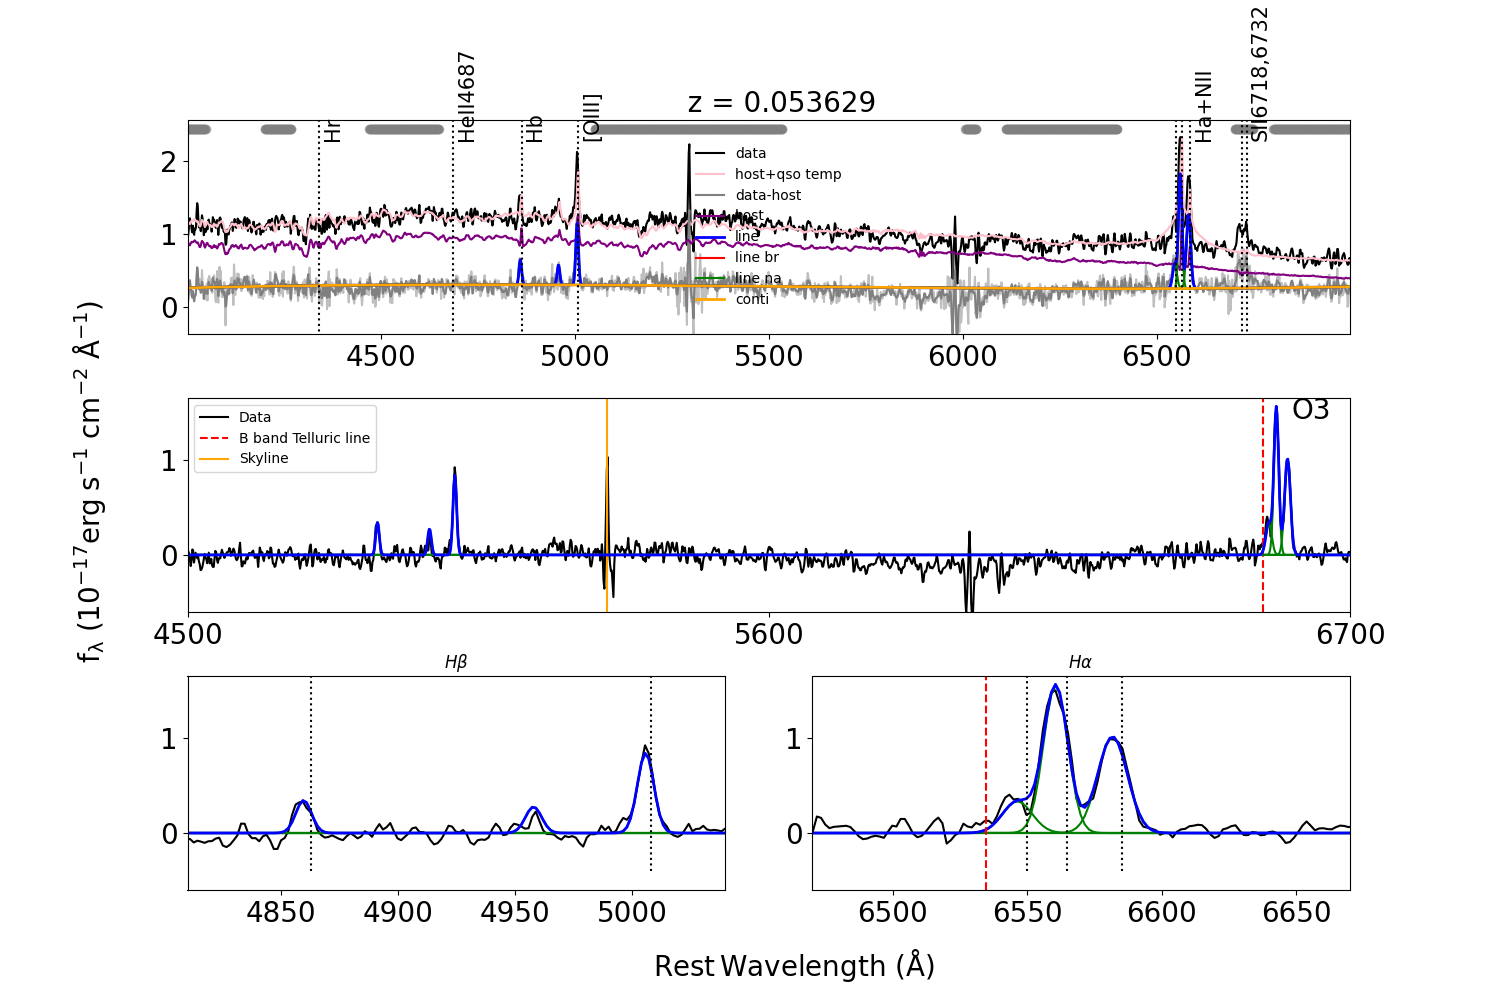 z = 0.053629
Hr
HeII4687
Hb
[OIII]
Ha+NII
SII6718,6732
data
host+qso temp
data-host
host
line
line br
line na
conti
2
1
0
4500
5000
5500
6000
6500
Data
B band Telluric line
Skyline
O3
1
0
4500
5600
6700
fλ (10−17erg s−1 cm−2 Å−1)
Hβ
1
0
4850
4900
4950
5000
Hα
1
0
6500
6550
6600
6650
Rest Wavelength (Å)